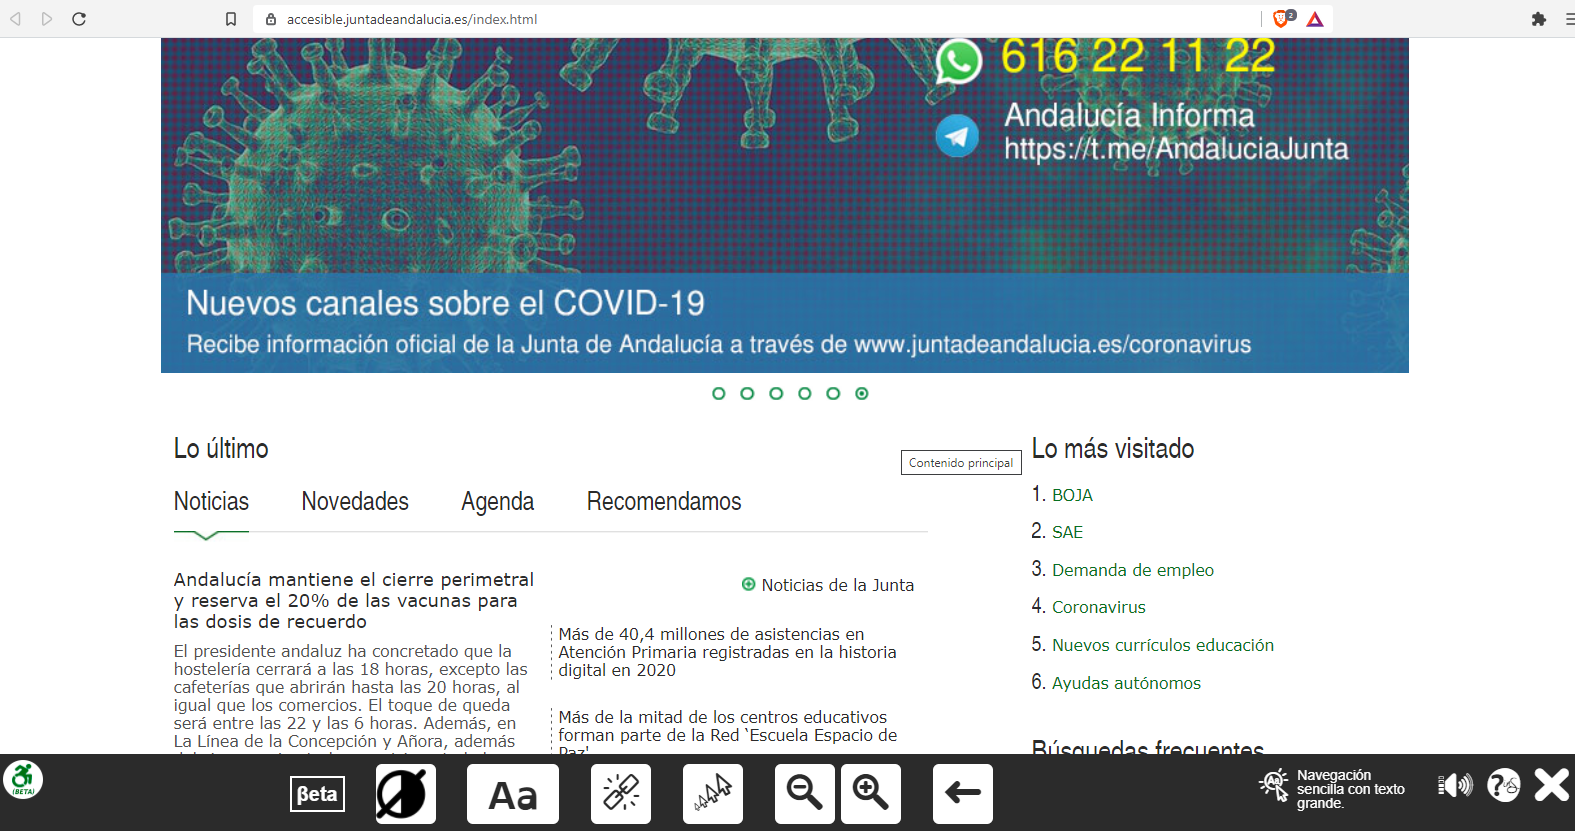 accesible.juntadeandalucia.es/index.html
2
616 22 11 22
Andalucía Informa
https://t.me/AndaluciaJunta
Nuevos canales sobre el COVID-19
Recibe información oficial de la Junta de Andalucía a través de www.juntadeandalucia.es/coronavirus
Lo último
Contenido principal
Noticias Novedades Agenda Recomendamos
Andalucía mantiene el cierre perimetral
y reserva el 20% de las vacunas para
las dosis de recuerdo
El presidente andaluz ha concretado que la
hostelería cerrará a las 18 horas, excepto las
cafeterías que abrirán hasta las 20 horas, al
igual que los comercios. El toque de queda
será entre las 22 y las 6 horas. Además, en
La Línea de la Concepción y Añora, además
Noticias de la Junta
Más de 40,4 millones de asistencias en
Atención Primaria registradas en la historia
digital en 2020
Más de la mitad de los centros educativos
forman parte de la Red `Escuela Espacio de
Paz'
Lo más visitado
1. BOJA
2. SAE
3. Demanda de empleo
4. Coronavirus
5. Nuevos currículos educación
6. Ayudas autónomos
Búsquedas frecuentes
(BETA)
βeta
Aa
Aa
Navegación
sencilla con texto
grande.
?